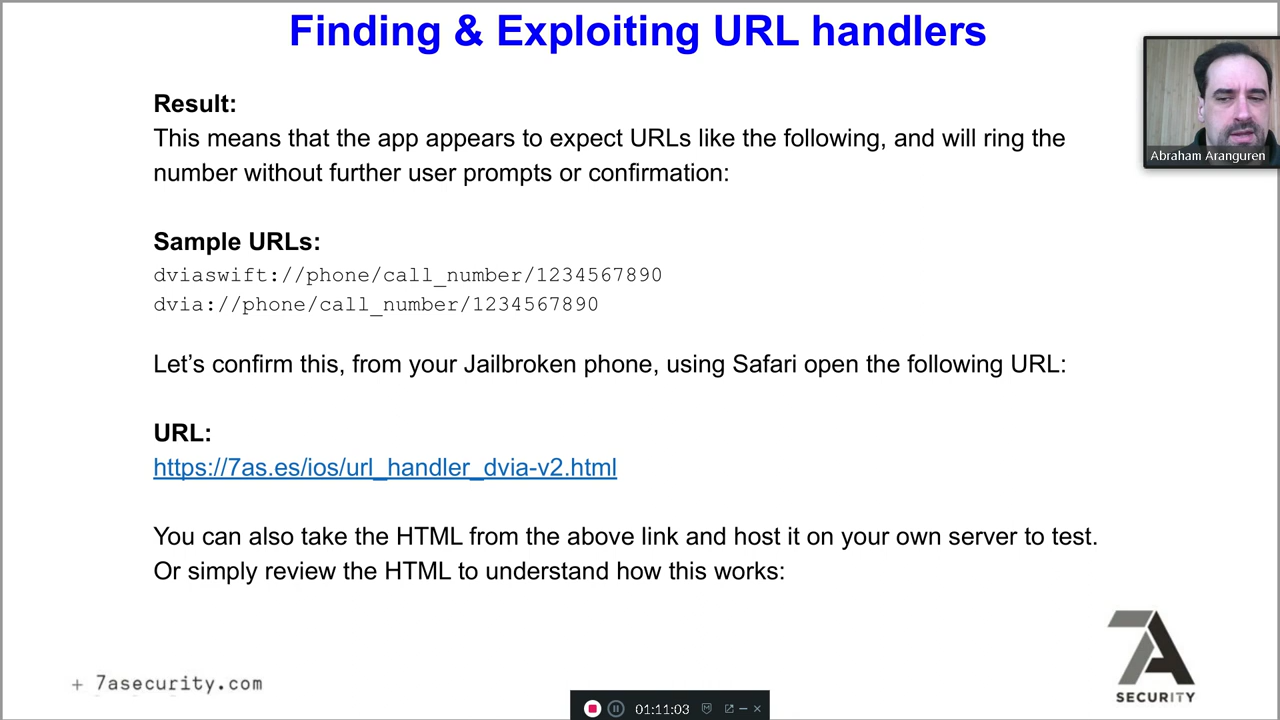 Finding & Exploiting URL handlers
Result:
This means that the app appears to expect URLs like the following, and will ring the
number without further user prompts or confirmation:
Abraham Aranguren
Sample URLs:
dviaswift://phone/call_number/1234567890
dvia://phone/call_number/1234567890
Let’s confirm this, from your Jailbroken phone, using Safari open the following URL:
URL:
https://7as.es/ios/url_handler_dvia-v2.html
You can also take the HTML from the above link and host it on your own server to test.
Or simply review the HTML to understand how this works:
+ 7asecurity.com
7A
SECURITY
01:11:03